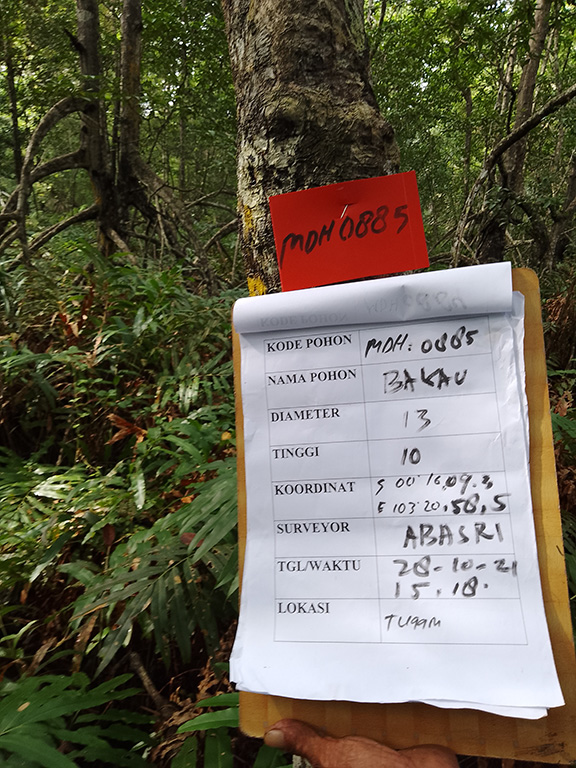 MDH 0885
KODE POHON MDH: 0885
NAMA POHON BAKAU
DIAMETER 13
TINGGI 10
KOORDINAT S 00° 16, 09. 3,
E 103° 20, 58, 5
SURVEYOR ABASRI
TGL/WAKTU 28-10-21
15.18.
LOKASI TUGGM